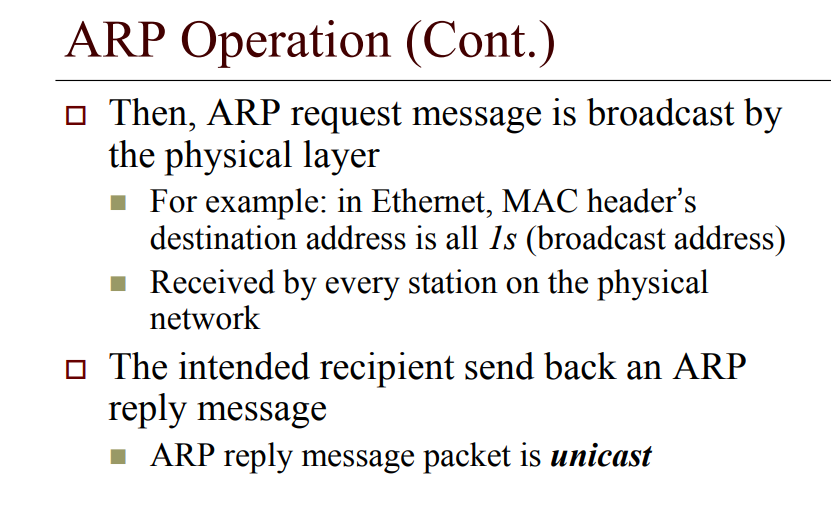 ARP Operation (Cont.)
Then, ARP request message is broadcast by
the physical layer
For example: in Ethernet, MAC header’s
destination address is all 1s (broadcast address)
Received by every station on the physical
network
The intended recipient send back an ARP
reply message
ARP reply message packet is unicast